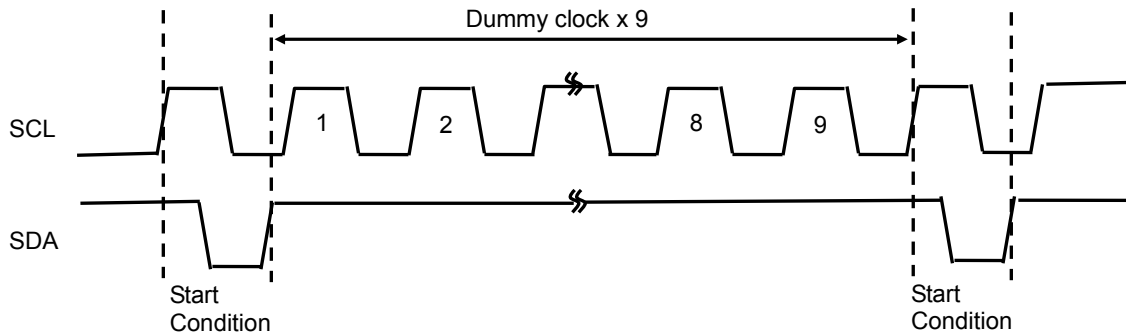 Dummy clock x 9
SCL
1
2
8
9
SDA
Start
Condition
Start
Condition